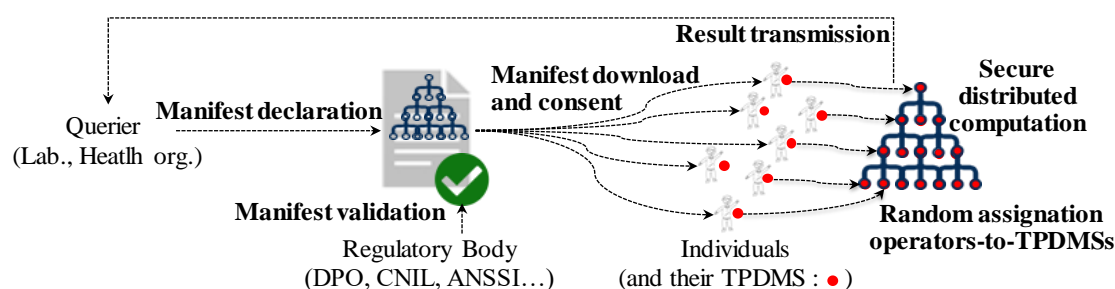 Result transmission
Manifest download
and consent
Secure
distributed
computation
Manifest declaration
Querier
(Lab., Heatlh org.)
Manifest validation
Random assignation
operators-to-TPDMSs
Regulatory Body
(DPO, CNIL, ANSSI…)
Individuals
(and their TPDMS : )